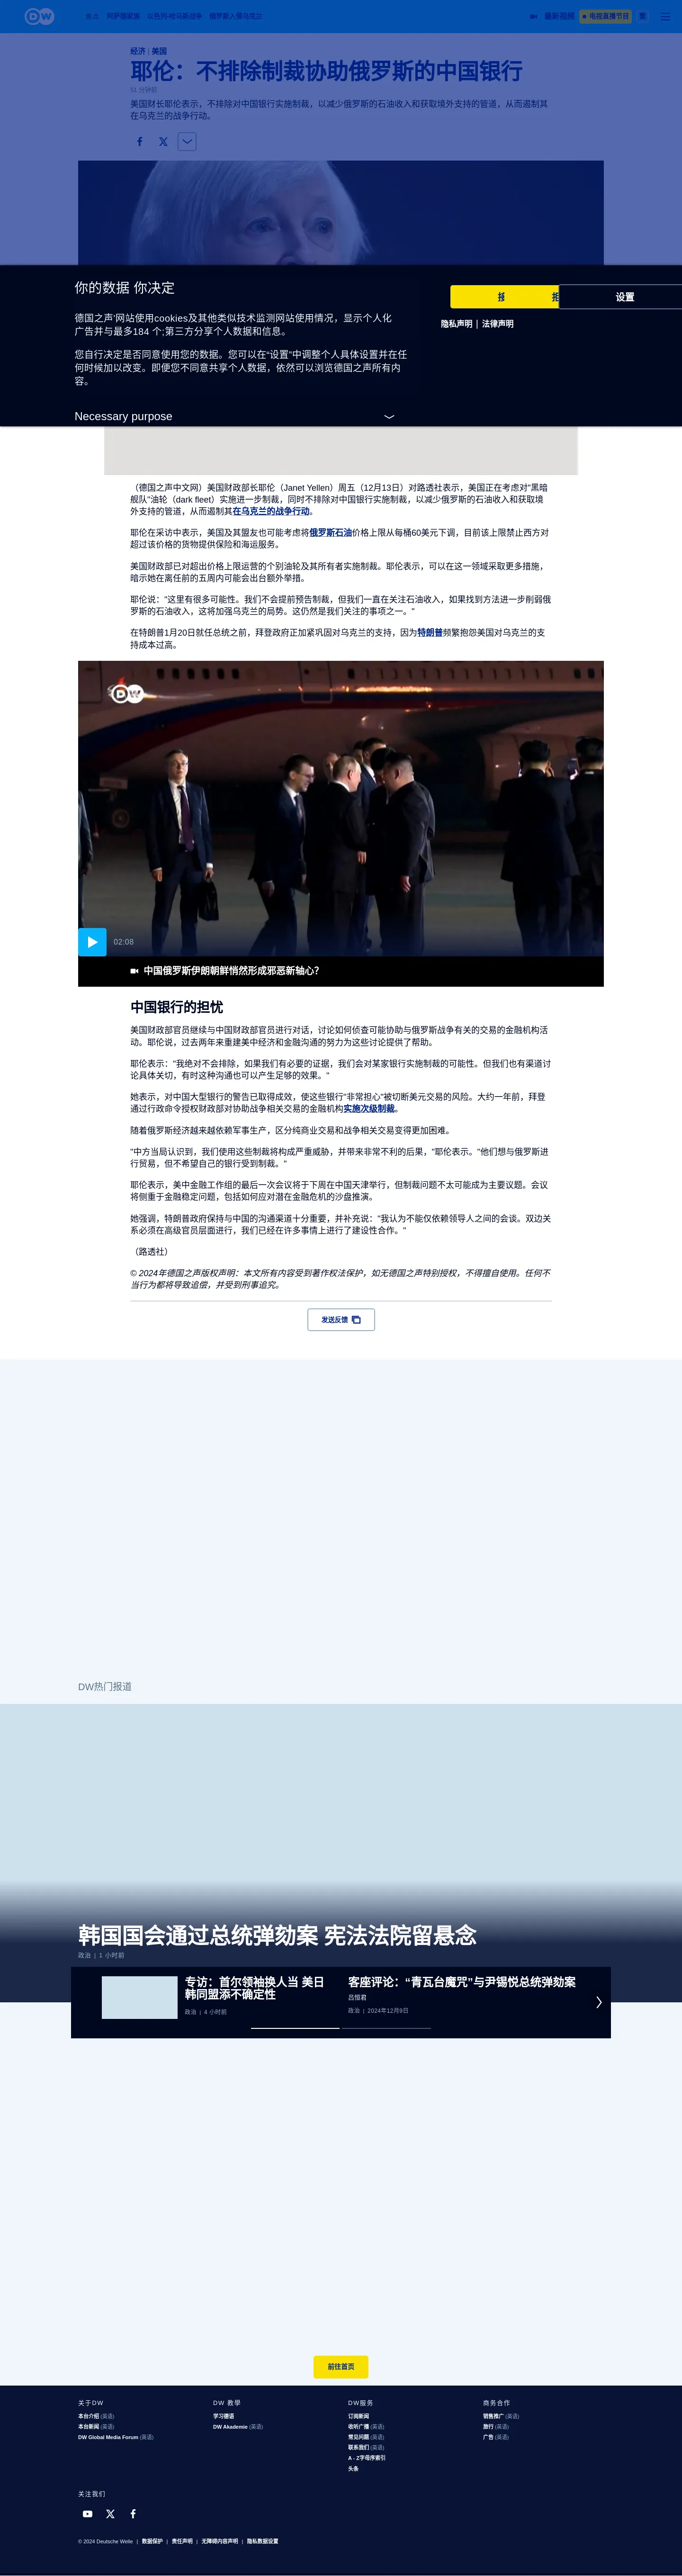 DW
焦点 阿萨德家族 以色列-哈马斯战争 俄罗斯入侵乌克兰
最新视频
电视直播节目
繁
经济 | 美国
耶伦：不排除制裁协助俄罗斯的中国银行
51 分钟前
美国财长耶伦表示，不排除对中国银行实施制裁，以减少俄罗斯的石油收入和获取境外支持的管道，从而遏制其
在乌克兰的战争行动。
你的数据 你决定
德国之声'网站使用cookies及其他类似技术监测网站使用情况，显示个性化
广告并与最多184 个;第三方分享个人数据和信息。
您自行决定是否同意使用您的数据。您可以在“设置”中调整个人具体设置并在任
何时候加以改变。即便您不同意共享个人数据，依然可以浏览德国之声所有内
容。
Necessary purpose
设置
隐私声明 | 法律声明
（德国之声中文网）美国财政部长耶伦（Janet Yellen）周五（12月13日）对路透社表示，美国正在考虑对"黑暗
舰队"油轮（dark fleet）实施进一步制裁，同时不排除对中国银行实施制裁，以减少俄罗斯的石油收入和获取境
外支持的管道，从而遏制其在乌克兰的战争行动。
耶伦在采访中表示，美国及其盟友也可能考虑将俄罗斯石油价格上限从每桶60美元下调，目前该上限禁止西方对
超过该价格的货物提供保险和海运服务。
美国财政部已对超出价格上限运营的个别油轮及其所有者实施制裁。耶伦表示，可以在这一领域采取更多措施，
暗示她在离任前的五周内可能会出台额外举措。
耶伦说："这里有很多可能性。我们不会提前预告制裁，但我们一直在关注石油收入，如果找到方法进一步削弱俄
罗斯的石油收入，这将加强乌克兰的局势。这仍然是我们关注的事项之一。"
在特朗普1月20日就任总统之前，拜登政府正加紧巩固对乌克兰的支持，因为特朗普频繁抱怨美国对乌克兰的支
持成本过高。
DW
02:08
中国俄罗斯伊朗朝鲜悄然形成邪恶新轴心?
中国银行的担忧
美国财政部官员继续与中国财政部官员进行对话，讨论如何侦查可能协助与俄罗斯战争有关的交易的金融机构活
动。耶伦说，过去两年来重建美中经济和金融沟通的努力为这些讨论提供了帮助。
耶伦表示："我绝对不会排除，如果我们有必要的证据，我们会对某家银行实施制裁的可能性。但我们也有渠道讨
论具体关切，有时这种沟通也可以产生足够的效果。"
她表示，对中国大型银行的警告已取得成效，使这些银行"非常担心"被切断美元交易的风险。大约一年前，拜登
通过行政命令授权财政部对协助战争相关交易的金融机构实施次级制裁。
随着俄罗斯经济越来越依赖军事生产，区分纯商业交易和战争相关交易变得更加困难。
"中方当局认识到，我们使用这些制裁将构成严重威胁，并带来非常不利的后果，"耶伦表示。"他们想与俄罗斯进
行贸易，但不希望自己的银行受到制裁。"
耶伦表示，美中金融工作组的最后一次会议将于下周在中国天津举行，但制裁问题不太可能成为主要议题。会议
将侧重于金融稳定问题，包括如何应对潜在金融危机的沙盘推演。
她强调，特朗普政府保持与中国的沟通渠道十分重要，并补充说："我认为不能仅依赖领导人之间的会谈。双边关
系必须在高级官员层面进行，我们已经在许多事情上进行了建设性合作。"
（路透社）
© 2024年德国之声版权声明：本文所有内容受到著作权法保护，如无德国之声特别授权，不得擅自使用。任何不
当行为都将导致追偿，并受到刑事追究。
发送反馈
DW热门报道
韩国国会通过总统弹劾案 宪法法院留悬念
政治 | 1 小时前
专访：首尔领袖换人当 美日
韩同盟添不确定性
政治 | 4 小时前
客座评论：“青瓦台魔咒”与尹锡悦总统弹劾案
吕恒君
政治 | 2024年12月9日
前往首页
关于DW
本台介绍 (英语)
本台新闻 (英语)
DW Global Media Forum (英语)
DW 教學
学习德语
DW Akademie (英语)
DW服务
订阅新闻
收听广播 (英语)
常见问题 (英语)
联系我们 (英语)
A - Z字母序索引
头条
商务合作
销售推广 (英语)
旅行 (英语)
广告 (英语)
关注我们
© 2024 Deutsche Welle | 数据保护 | 责任声明 | 无障碍内容声明 | 隐私数据设置